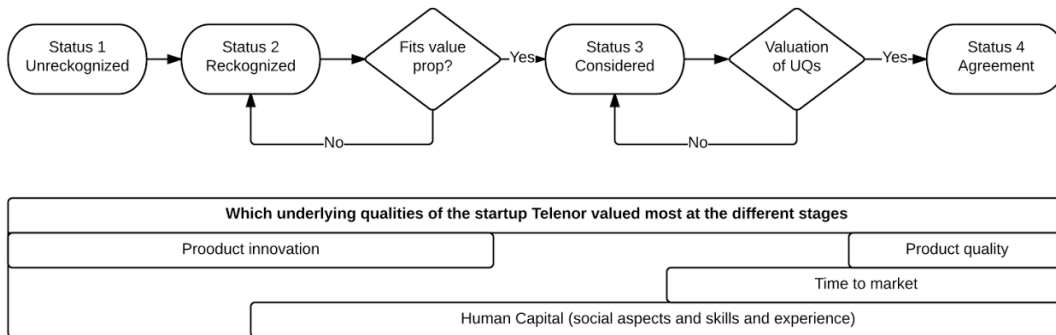 Status 1
Unreckognized
Status 2
Reckognized
Fits value
prop?
Yes
Status 3
Considered
Valuation
of UQs
Yes
Status 4
Agreement
No
No
Which underlying qualities of the startup Telenor valued most at the different stages
Prooduct innovation
Product quality
Time to market
Human Capital (social aspects and skills and experience)